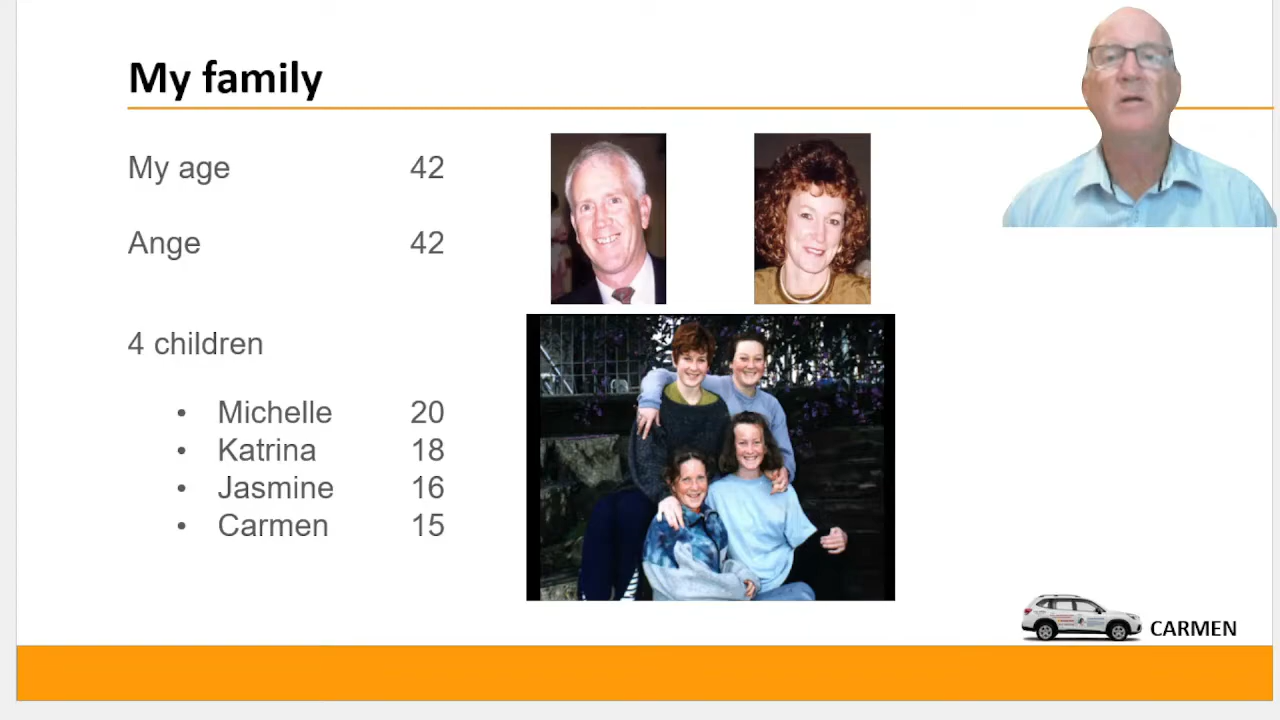 My family
My age 42
Ange 42
4 children
• Michelle 20
• Katrina 18
• Jasmine 16
• Carmen 15
CARMEN